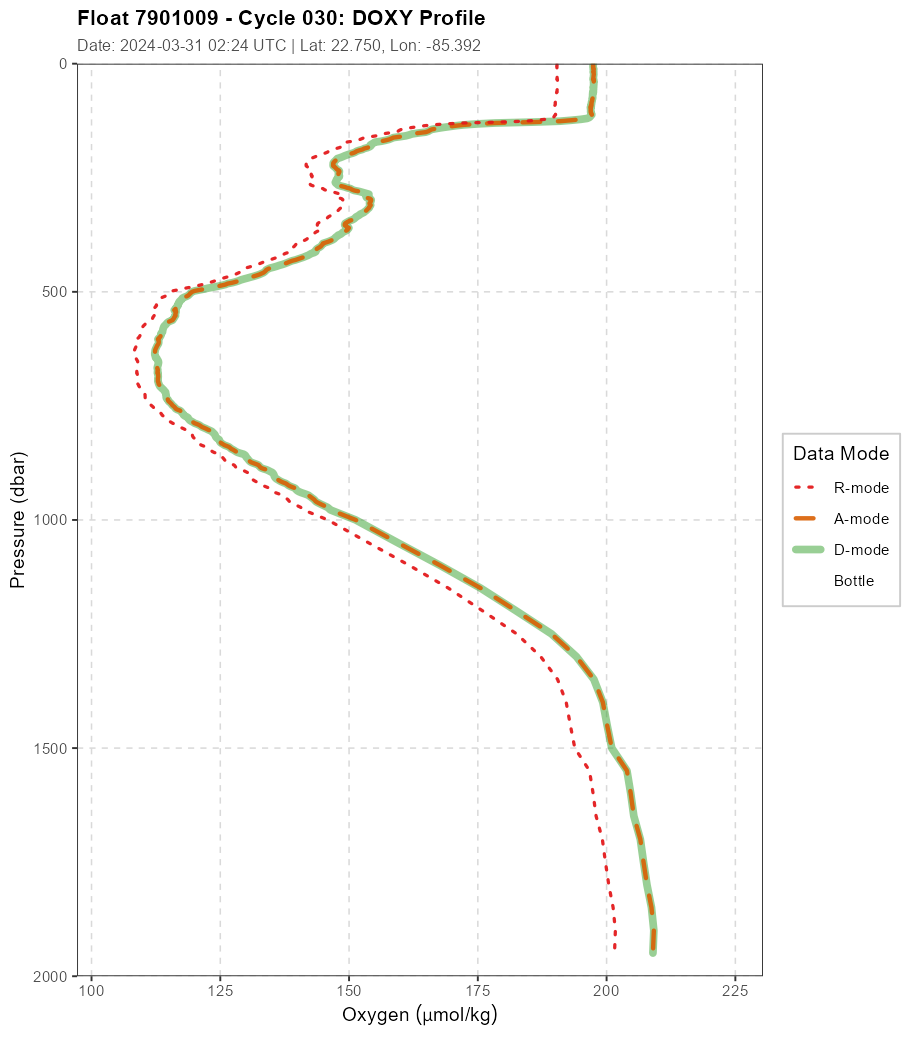 Float 7901009 - Cycle 030: DOXY Profile
Date: 2024-03-31 02:24 UTC | Lat: 22.750, Lon: -85.392
0
500
1000
1500
2000
Pressure (dbar)
100 125 150 175 200 225
Oxygen (μmol/kg)
Data Mode
R-mode
A-mode
D-mode
Bottle